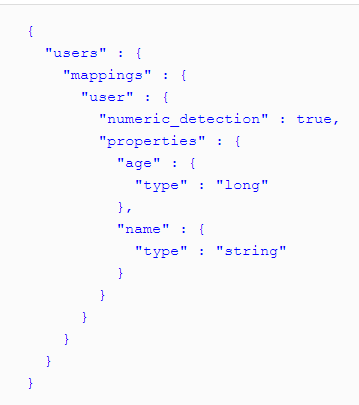 {
  "users" : {
    "mappings" : {
      "user" : {
        "numeric_detection" : true,
        "properties" : {
          "age" : {
            "type" : "long"
          },
          "name" : {
            "type" : "string"
          }
        }
      }
    }
  }
}